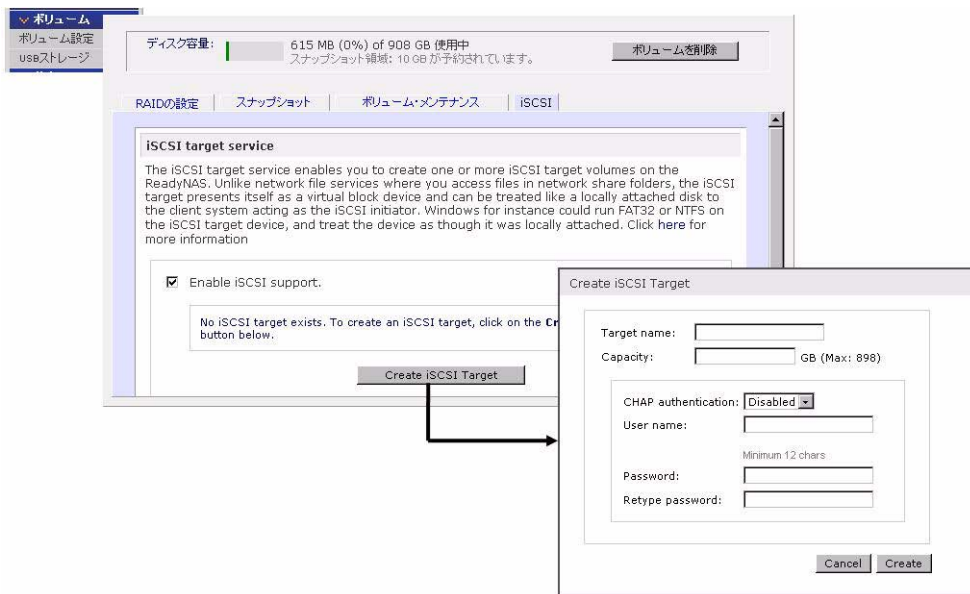 ボリューム
ボリューム設定
USBストレージ
ディスク容量: 615 MB (0%) of 908 GB 使用中
スナップショット領域: 10 GB が予約されています。
ボリュームを削除
RAIDの設定 スナップショット ボリューム・メンテナンス iSCSI
iSCSI target service
The iSCSI target service enables you to create one or more iSCSI target volumes on the
ReadyNAS. Unlike network file services where you access files in network share folders, the iSCSI
target presents itself as a virtual block device and can be treated like a locally attached disk to
the client system acting as the iSCSI initiator. Windows for instance could run FAT32 or NTFS on
the iSCSI target device, and treat the device as though it was locally attached. Click here for
more information
Enable iSCSI support.
No iSCSI target exists. To create an iSCSI target, click on the Cr
button below.
Create iSCSI Target
Create iSCSI Target
Target name:
Capacity: GB (Max: 898)
CHAP authentication: Disabled
User name:
Minimum 12 chars
Password:
Retype password:
Cancel Create